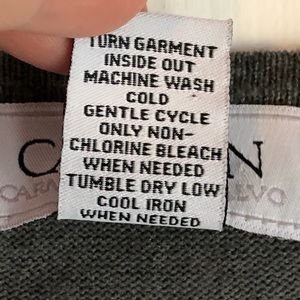 TURN GARMENT
INSIDE OUT
MACHINE WASH
COLD
GENTLE CYCLE
ONLY NON-
CHLORINE BLEACH
WHEN NEEDED
TUMBLE DRY LOW
COOL IRON
WHEN NEEDED